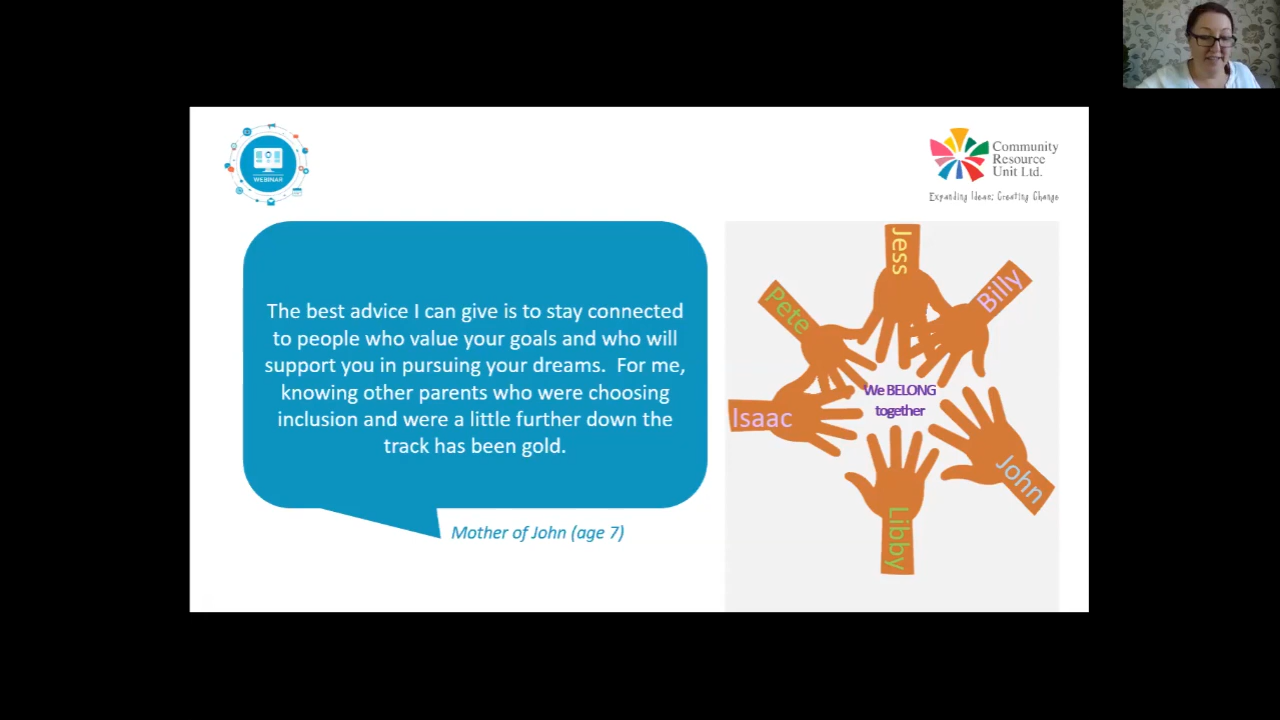 WEBINAR
Community
Resource
Unit Ltd.
Expanding Ideas; Creating Change
The best advice I can give is to stay connected
to people who value your goals and who will
support you in pursuing your dreams.  For me,
knowing other parents who were choosing
inclusion and were a little further down the
track has been gold.
Mother of John (age 7)
Jess
Billy
Pete
We BELONG
together
Isaac
John
Libby